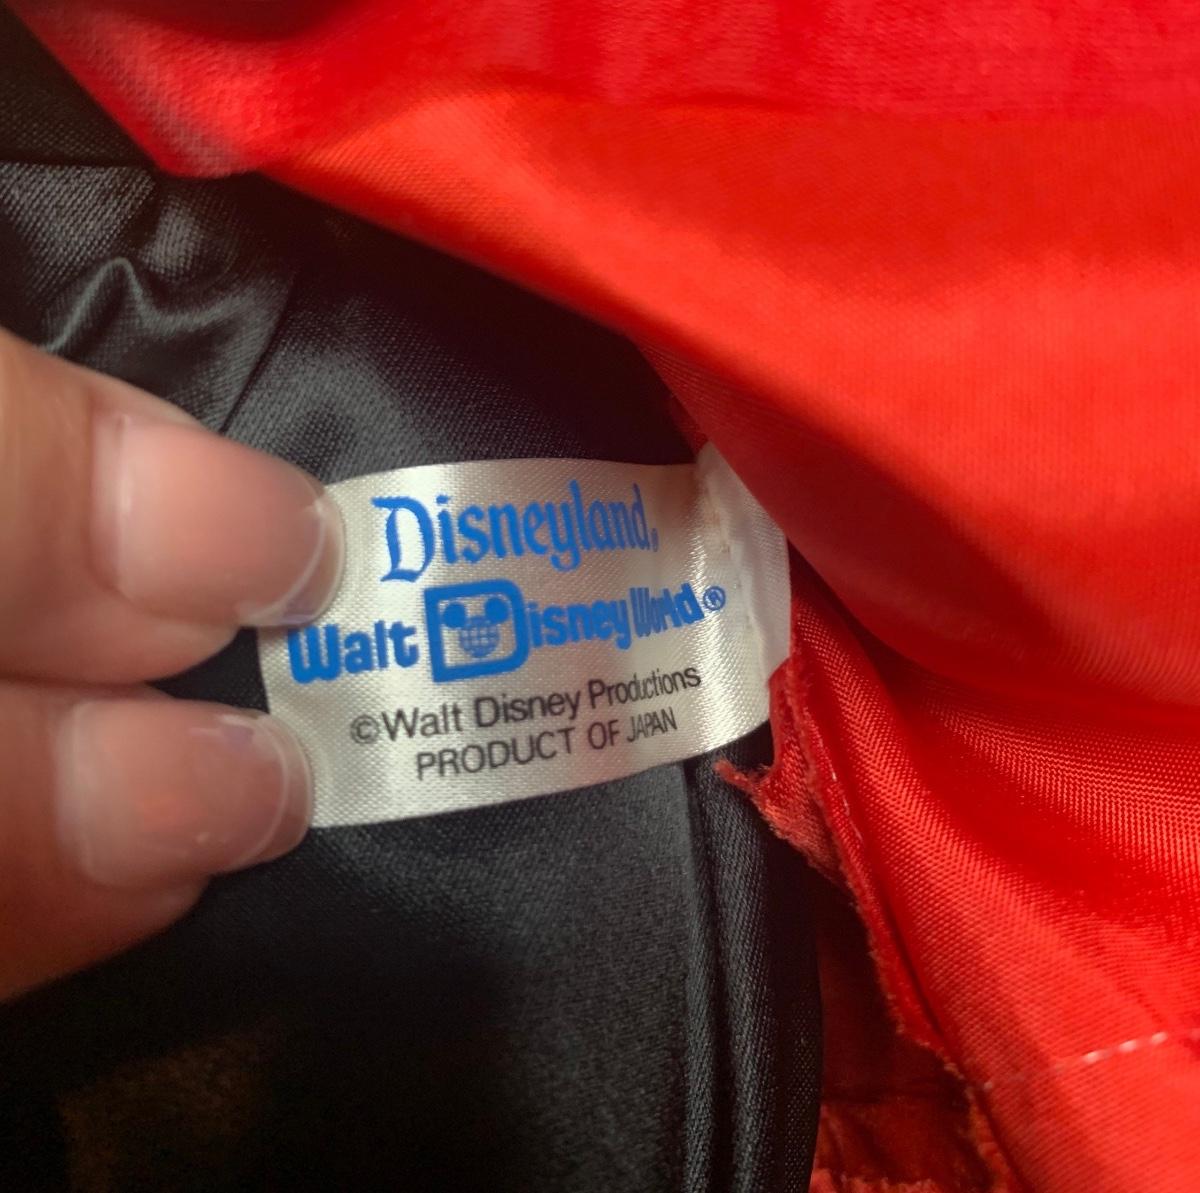 Disneyland®
Walt Disney World®
©Walt Disney Productions
PRODUCT OF JAPAN